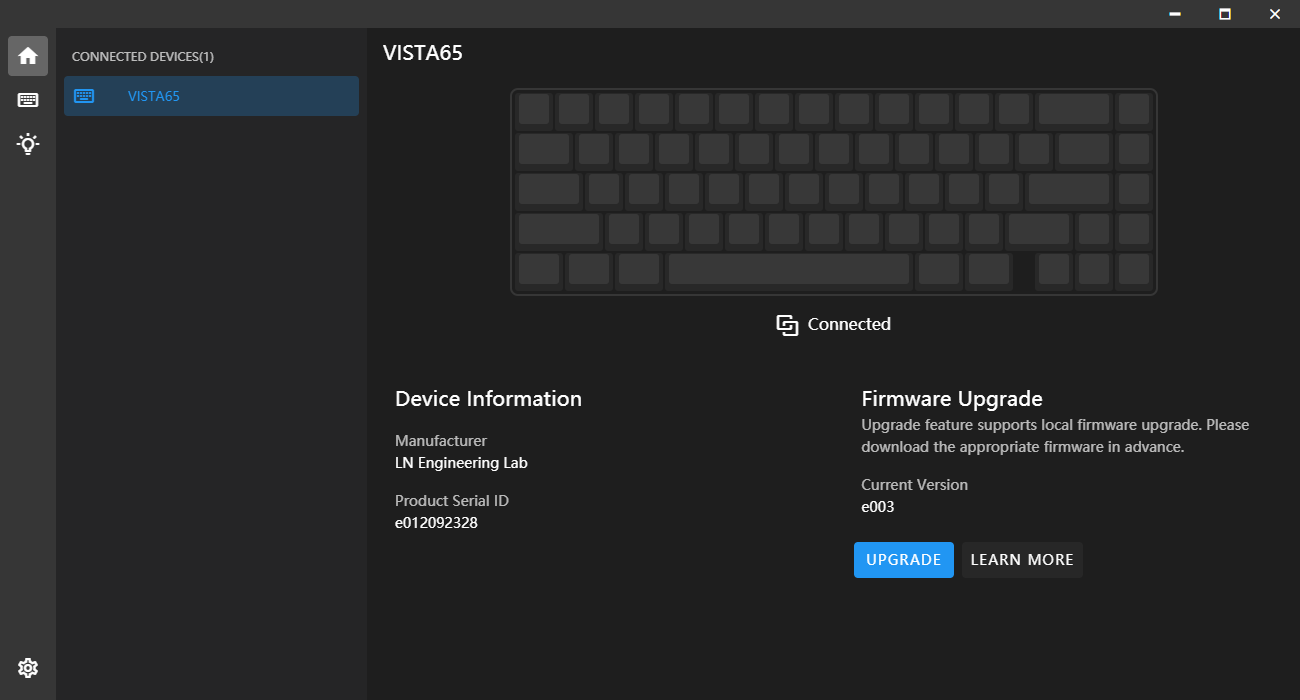 CONNECTED DEVICES(1)
VISTA65
VISTA65
Connected
Device Information
Manufacturer
LN Engineering Lab
Product Serial ID
e012092328
Firmware Upgrade
Upgrade feature supports local firmware upgrade. Please
download the appropriate firmware in advance.
Current Version
e003
UPGRADE
LEARN MORE